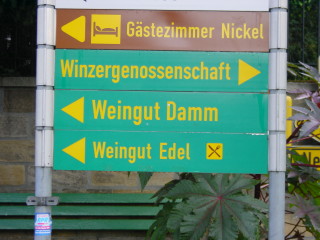 Gästezimmer Nickel
Winzergenossenschaft
Weingut Damm
Weingut Edel